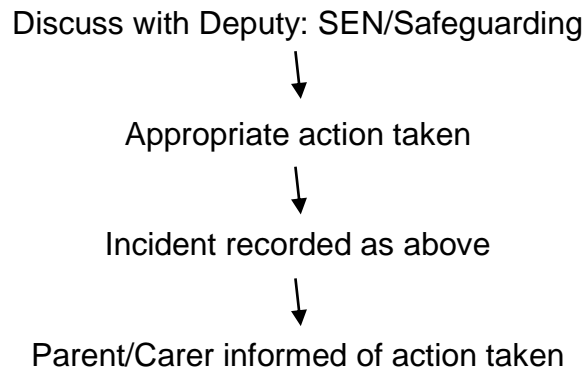 Discuss with Deputy: SEN/Safeguarding
Appropriate action taken
Incident recorded as above
Parent/Carer informed of action taken